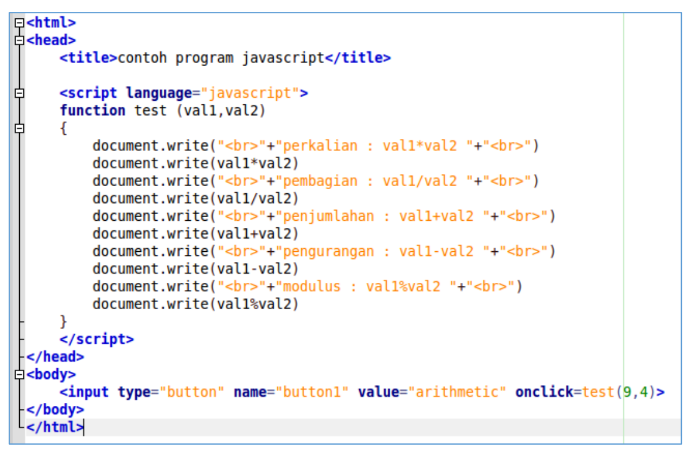 <html>
<head>
<title>contoh program javascript</title>
<script language="javascript">
function test (val1,val2)
{
document.write("<br>"+"perkalian : val1*val2 "+"<br>")
document.write(val1*val2)
document.write("<br>"+"pembagian : val1/val2 "+"<br>")
document.write(val1/val2)
document.write("<br>"+"penjumlahan : val1+val2 "+"<br>")
document.write(val1+val2)
document.write("<br>"+"pengurangan : val1-val2 "+"<br>")
document.write(val1-val2)
document.write("<br>"+"modulus : val1%val2 "+"<br>")
document.write(val1%val2)
}
</script>
</head>
<body>
<input type="button" name="button1" value="arithmetic" onclick=test(9,4)>
</body>
</html>